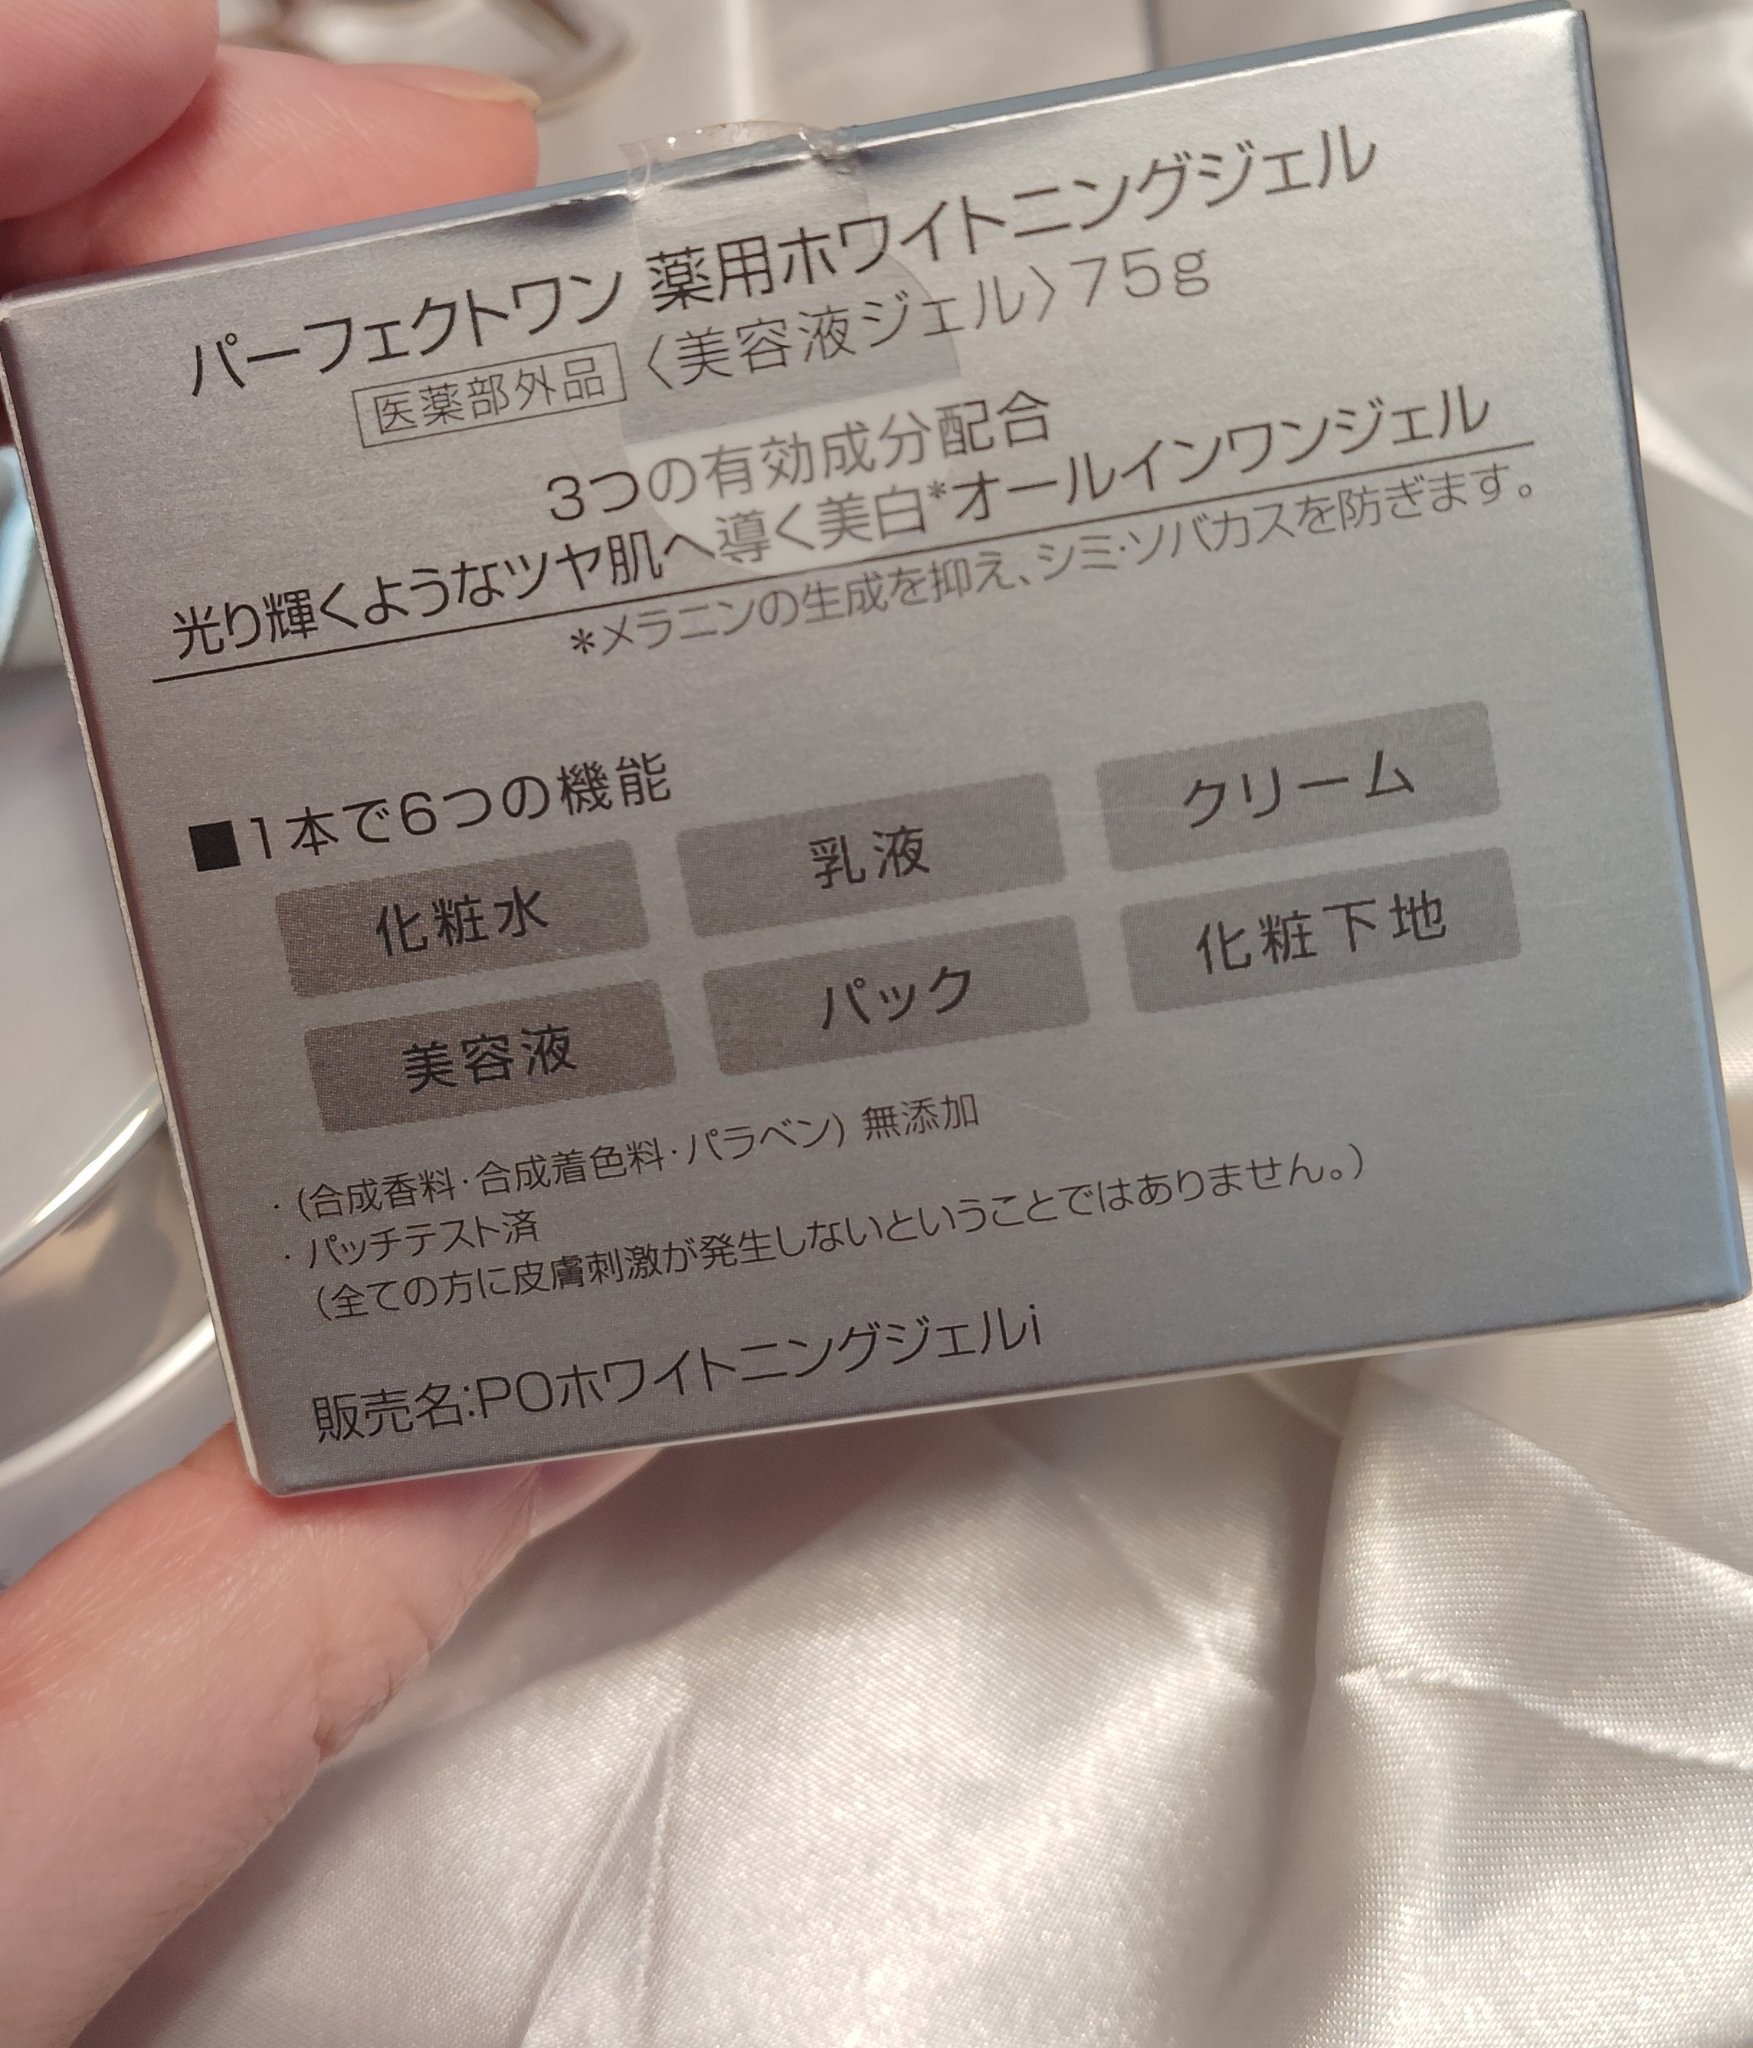 パーフェクトワン 薬用ホワイトニングジェル
医薬部外品 〈美容液ジェル〉75g
3つの有効成分配合
光り輝くようなツヤ肌へ導く美白*オールインワンジェル
*メラニンの生成を抑え、シミ・ソバカスを防ぎます。
■1本で6つの機能
化粧水 乳液 クリーム
美容液 パック 化粧下地
・(合成香料・合成着色料・パラベン) 無添加
・パッチテスト済
(全ての方に皮膚刺激が発生しないということではありません。)
販売名:POホワイトニングジェルi